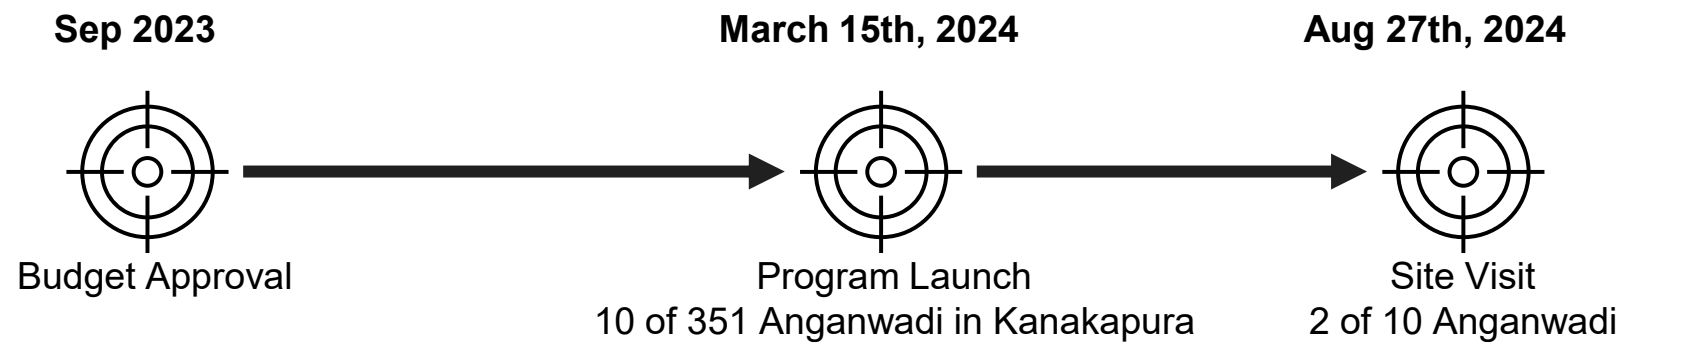 Sep 2023
March 15th, 2024
Aug 27th, 2024
Budget Approval
Program Launch
Site Visit
10 of 351 Anganwadi in Kanakapura
2 of 10 Anganwadi